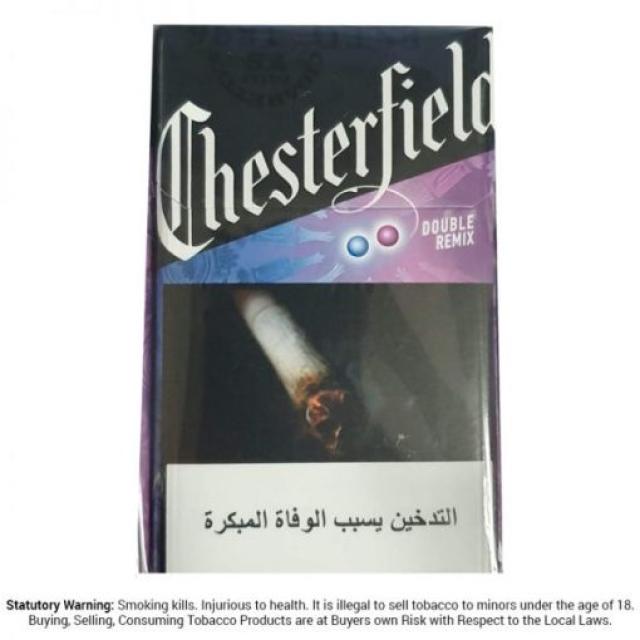 Chesterfield
DOUBLE
REMIX
التدخين يسبب الوفاة المبكرة
Statutory Warning: Smoking kills. Injurious to health. It is illegal to sell tobacco to minors under the age of 18.
Buying, Selling, Consuming Tobacco Products are at Buyers own Risk with Respect to the Local Laws.